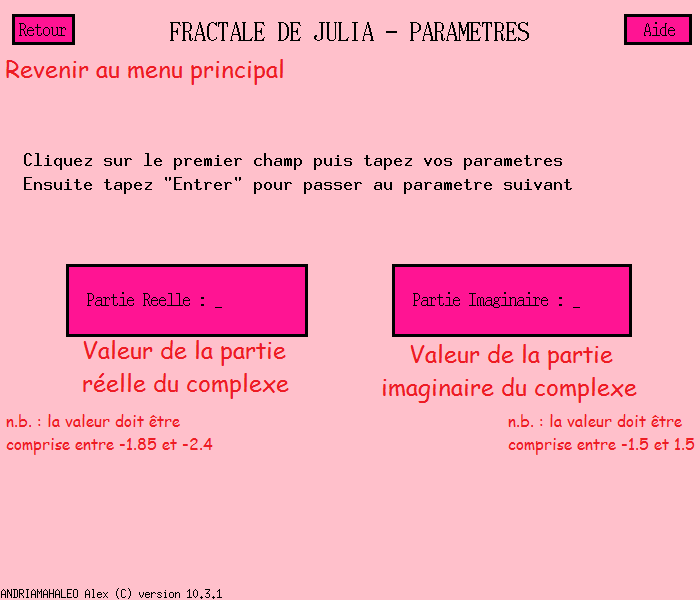 Retour
FRACTALE DE JULIA - PARAMETRES
Aide
Revenir au menu principal
Cliquez sur le premier champ puis tapez vos parametres
Ensuite tapez "Entrer" pour passer au parametre suivant
Partie Reelle : _
Partie Imaginaire : _
Valeur de la partie
réelle du complexe
Valeur de la partie
imaginaire du complexe
n.b. : la valeur doit être
comprise entre -1.85 et -2.4
n.b. : la valeur doit être
comprise entre -1.5 et 1.5
ANDRIAMAHALEO Alex (C) version 10.3.1